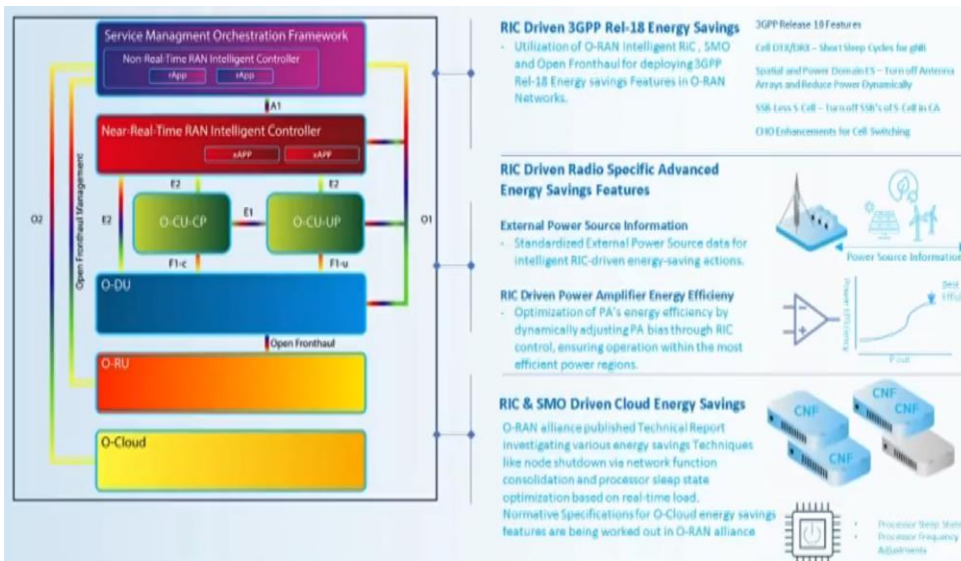 Service Managment Orchestration Framework
Non Real-Time RAN Intelligent Controller
rApp
rApp
A1
Near-Real-Time RAN Intelligent Controller
xAPP
xAPP
E2
E2
O2
Open Fronthaul Management
E2
O-CU-CP
E1
O-CU-UP
O1
F1-c
F1-u
O-DU
Open Fronthaul
O-RU
O-Cloud
RIC Driven 3GPP Rel-18 Energy Savings
- Utilization of O-RAN Intelligent RIC, SMO
and Open Fronthaul for deploying 3GPP
Rel-18 Energy savings Features in O-RAN
Networks.
3GPP Release 18 Features
Cell DTX/DRX – Short Sleep Cycles for gNB
Spatial and Power Domain ES – Turn off Antenna
Arrays and Reduce Power Dynamically
SSB-Less S-Cell – Turn off SSB's of S-Cell in CA
CHO Enhancements for Cell Switching
RIC Driven Radio Specific Advanced
Energy Savings Features
External Power Source Information
- Standardized External Power Source data for
intelligent RIC-driven energy-saving actions.
Power Source Information
RIC Driven Power Amplifier Energy Efficieny
- Optimization of PA's energy efficiency by
dynamically adjusting PA bias through RIC
control, ensuring operation within the most
efficient power regions.
Power Efficiency
Best
Effici
P out
RIC & SMO Driven Cloud Energy Savings
O-RAN alliance published Technical Report
investigating various energy savings Techniques
like node shutdown via network function
consolidation and processor sleep state
optimization based on real-time load.
Normative Specifications for O-Cloud energy savings
features are being worked out in O-RAN alliance
CNF
CNF
CNF
CNF
- Processor Sleep State
- Processor Frequency
Adjustments